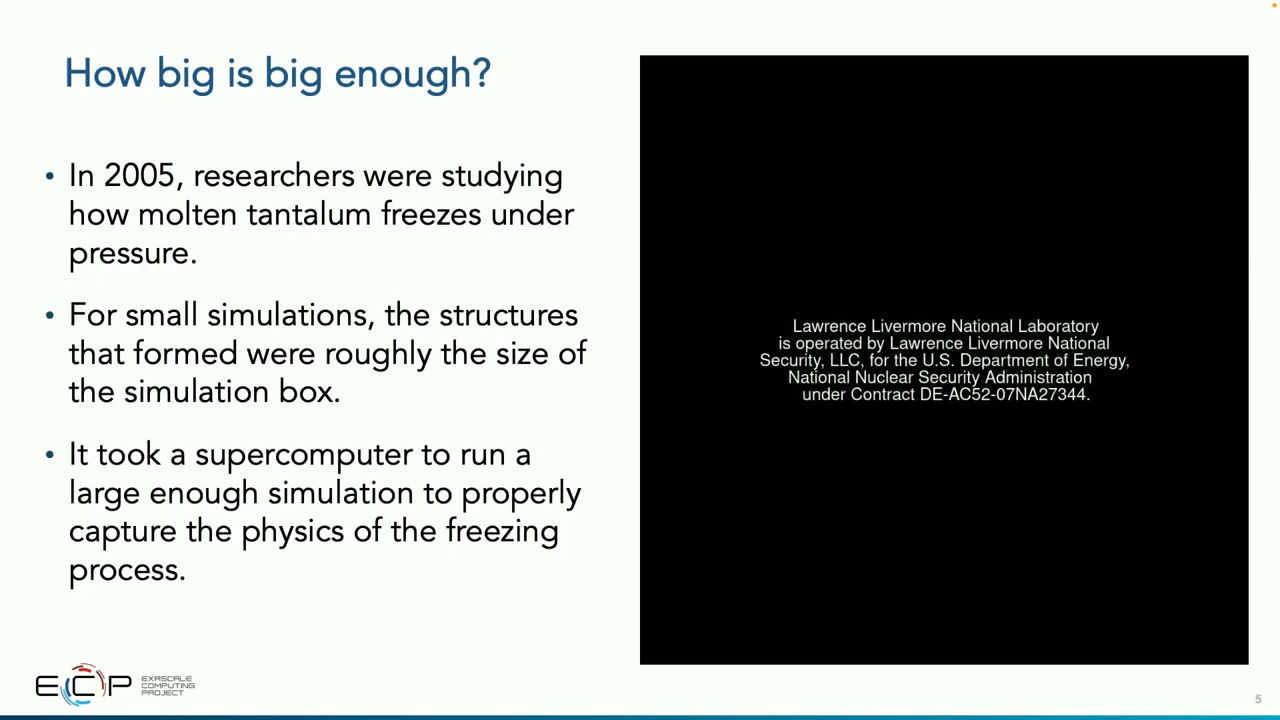 How big is big enough?
• In 2005, researchers were studying
how molten tantalum freezes under
pressure.
• For small simulations, the structures
that formed were roughly the size of
the simulation box.
• It took a supercomputer to run a
large enough simulation to properly
capture the physics of the freezing
process.
Lawrence Livermore National Laboratory
is operated by Lawrence Livermore National
Security, LLC, for the U.S. Department of Energy,
National Nuclear Security Administration
under Contract DE-AC52-07NA27344.
ECP
EXASCALE
COMPUTING
PROJECT
5